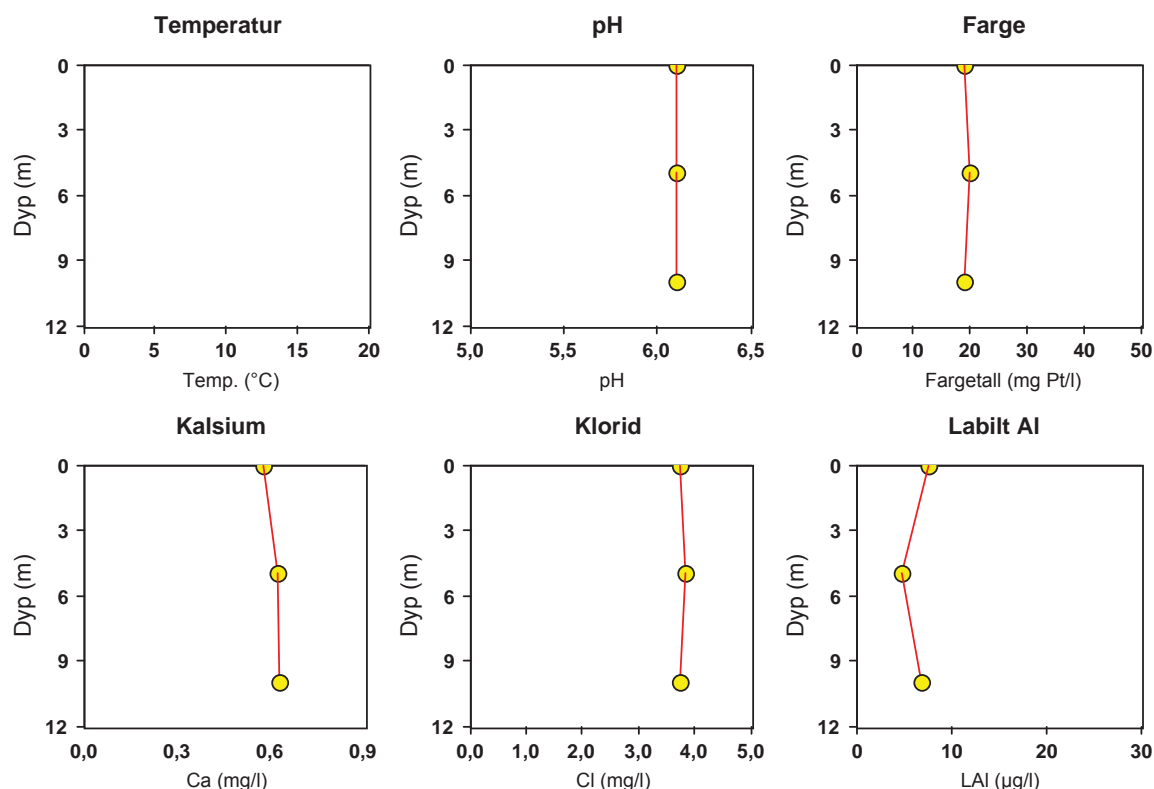 Temperatur
0
3
6
9
12
Dyp (m)
0 5 10 15 20
Temp. (°C)
pH
0
3
6
9
12
Dyp (m)
5,0 5,5 6,0 6,5
pH
Farge
0
3
6
9
12
Dyp (m)
0 10 20 30 40 50
Fargetall (mg Pt/l)
Kalsium
0
3
6
9
12
Dyp (m)
0,0 0,3 0,6 0,9
Ca (mg/l)
Klorid
0
3
6
9
12
Dyp (m)
0,0 1,0 2,0 3,0 4,0 5,0
Cl (mg/l)
Labilt Al
0
3
6
9
12
Dyp (m)
0 10 20 30
LAl (µg/l)